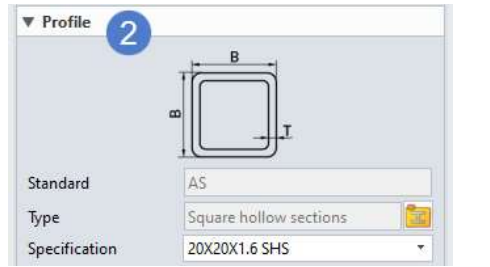 ▼ Profile
2
B
B
T
Standard AS
Type Square hollow sections
Specification 20X20X1.6 SHS